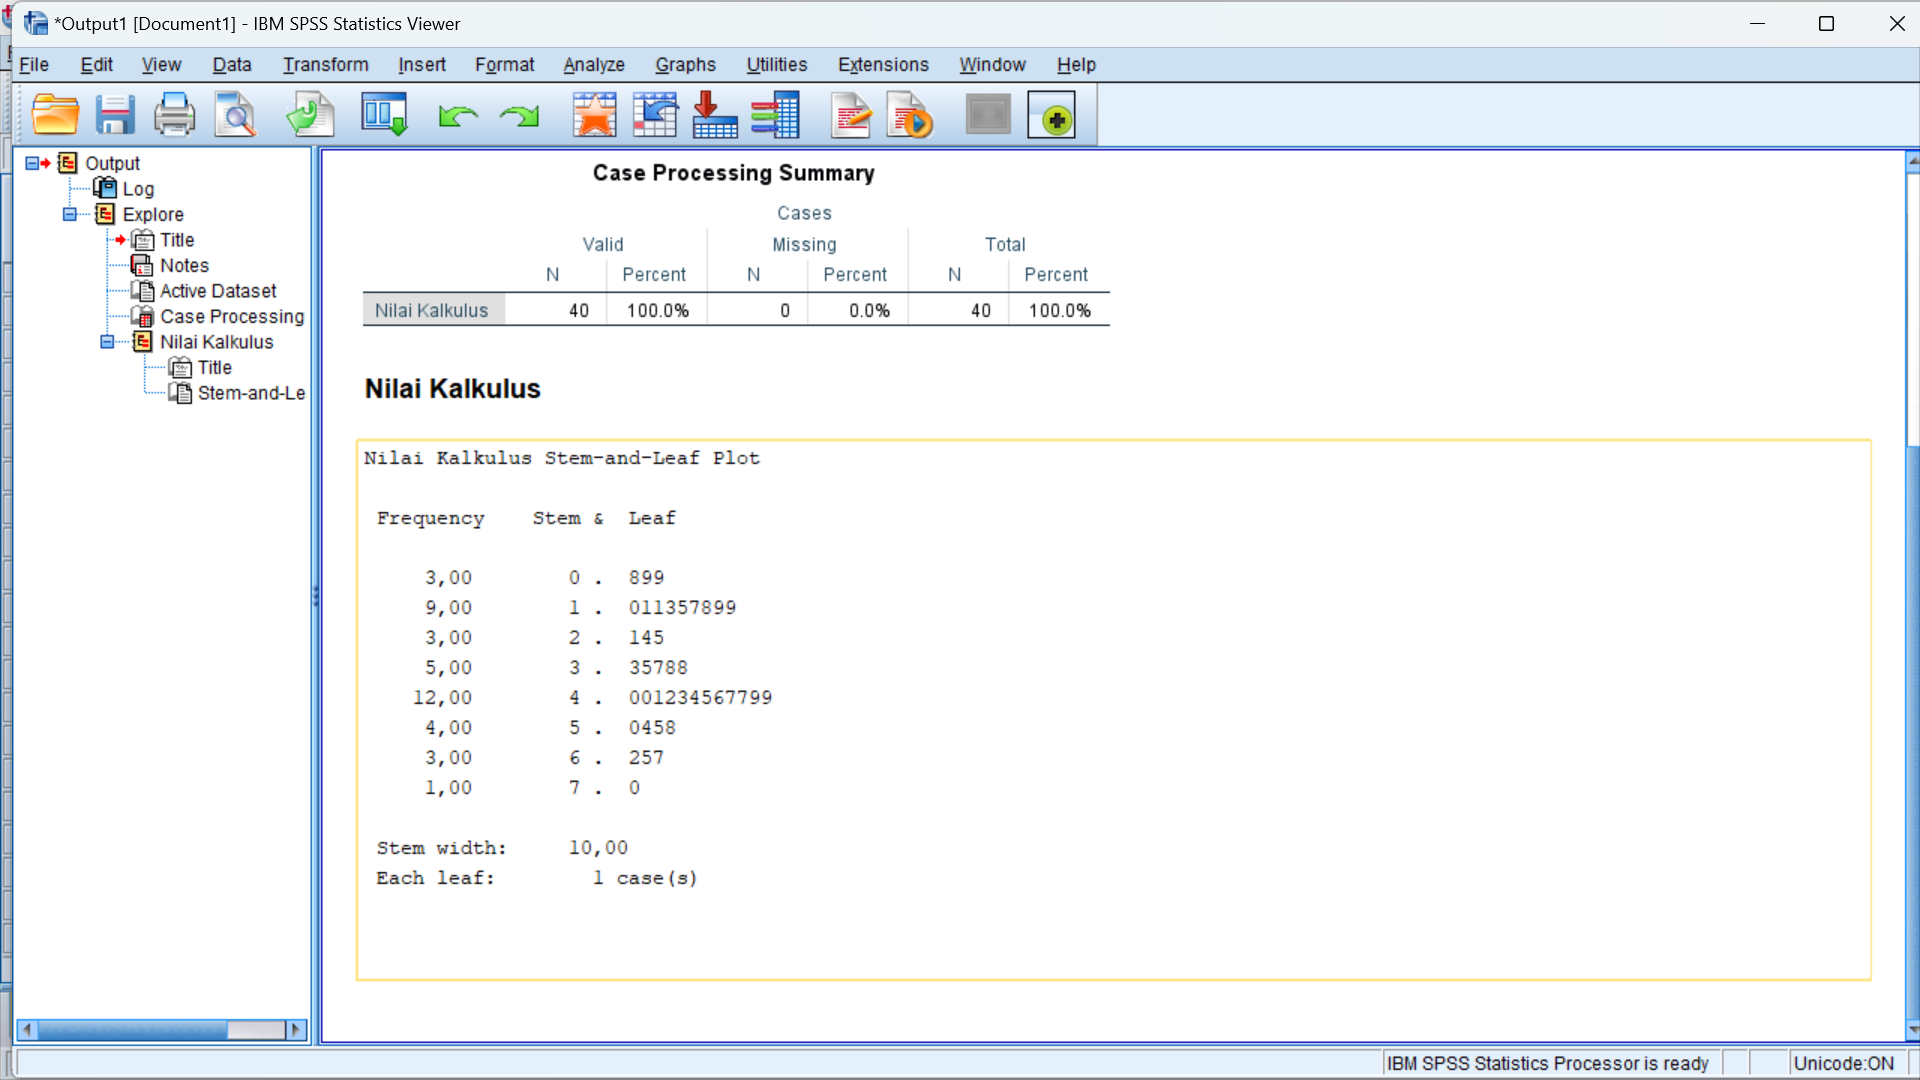 *Output1 [Document1] - IBM SPSS Statistics Viewer
File Edit View Data Transform Insert Format Analyze Graphs Utilities Extensions Window Help
Output
Log
Explore
Title
Notes
Active Dataset
Case Processing
Nilai Kalkulus
Title
Stem-and-Le
Case Processing Summary
Cases
Valid Missing Total
N Percent N Percent N Percent
Nilai Kalkulus 40 100.0% 0 0.0% 40 100.0%
Nilai Kalkulus
Nilai Kalkulus Stem-and-Leaf Plot
Frequency Stem & Leaf
3,00 0 . 899
9,00 1 . 011357899
3,00 2 . 145
5,00 3 . 35788
12,00 4 . 001234567799
4,00 5 . 0458
3,00 6 . 257
1,00 7 . 0
Stem width: 10,00
Each leaf: 1 case(s)
IBM SPSS Statistics Processor is ready Unicode:ON